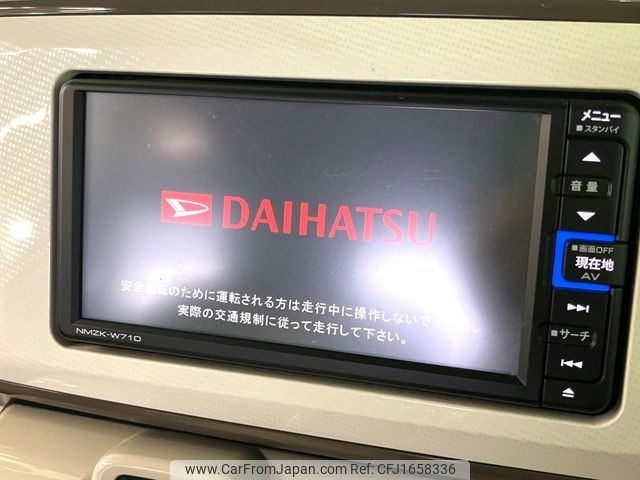 メニュー
■スタンバイ
音量
■画面OFF
現在地
AV
■サーチ
DAIHATSU
安全運転のために運転される方は走行中に操作しないで下さい。
実際の交通規制に従って走行して下さい。
NMZK-W71D
www.CarFromJapan.com Ref:CFJ1658336